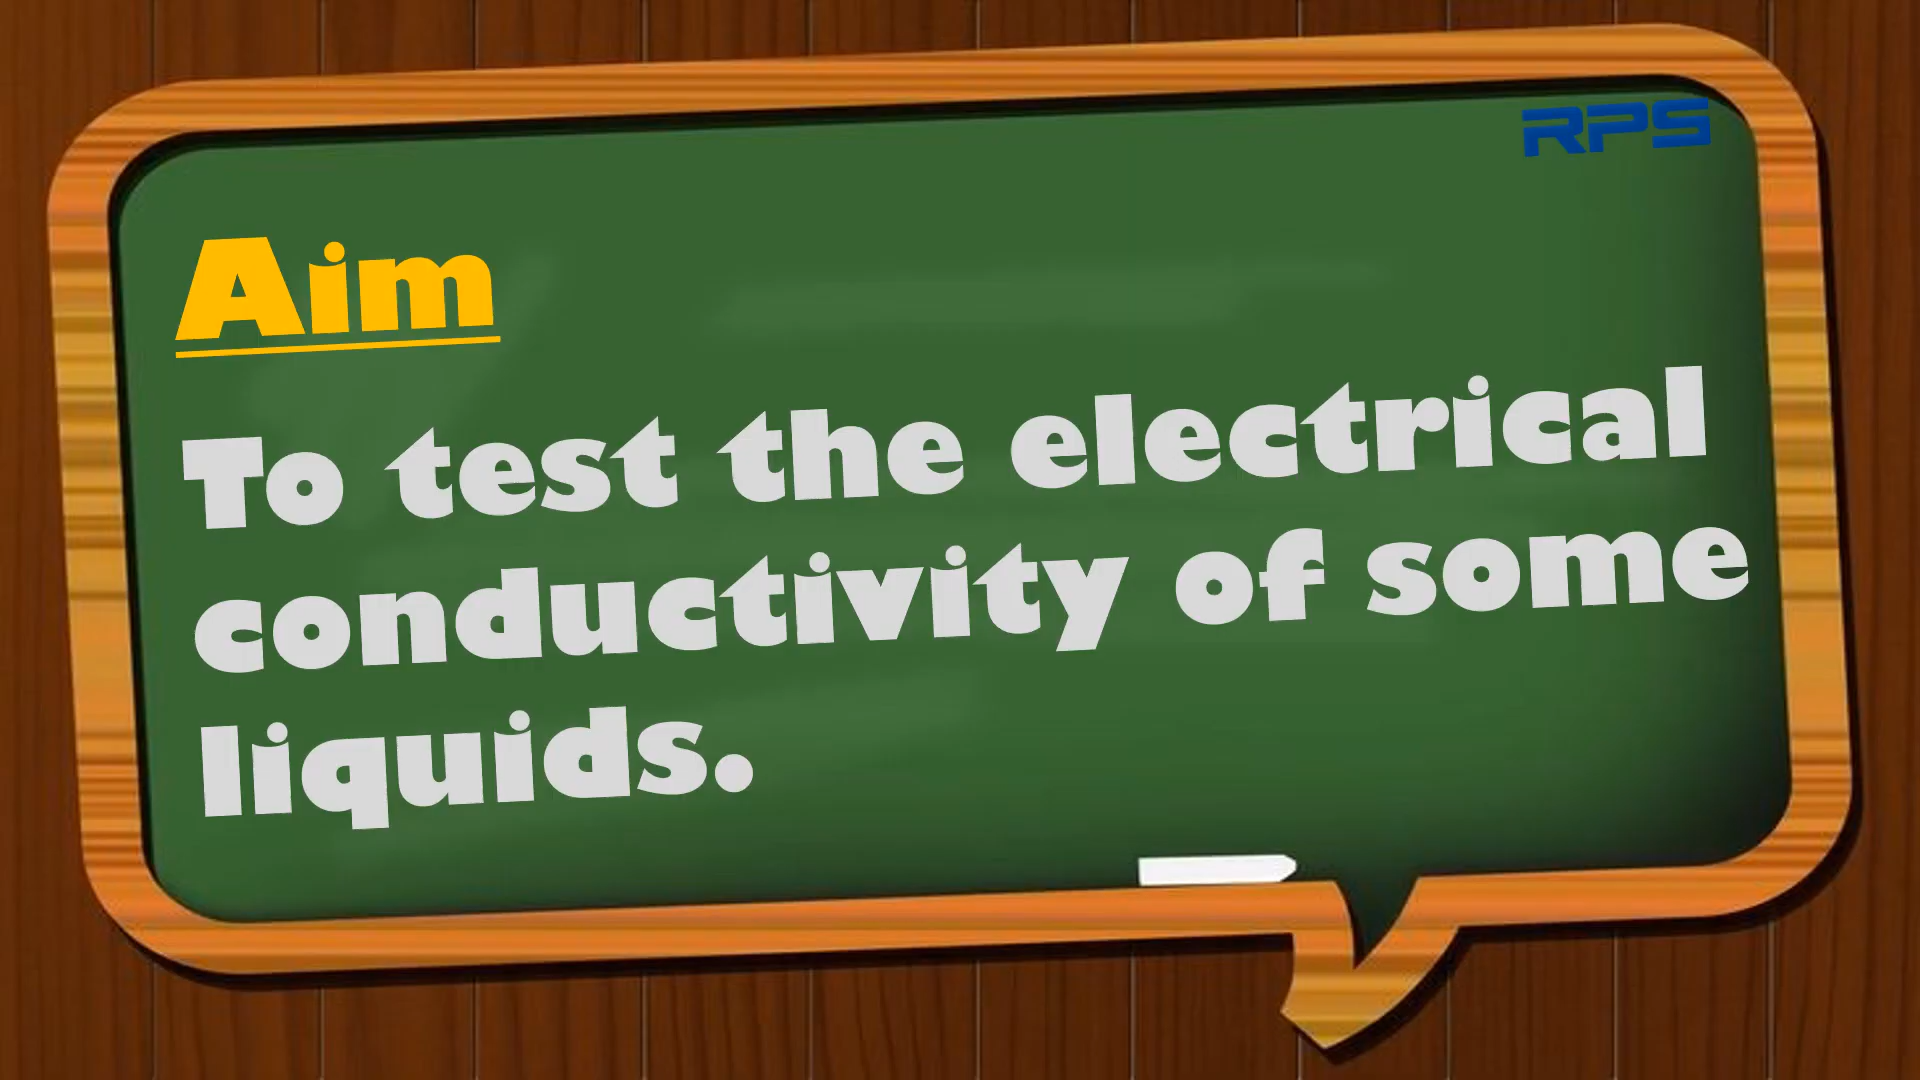 RPS
Aim
To test the electrical
conductivity of some
liquids.